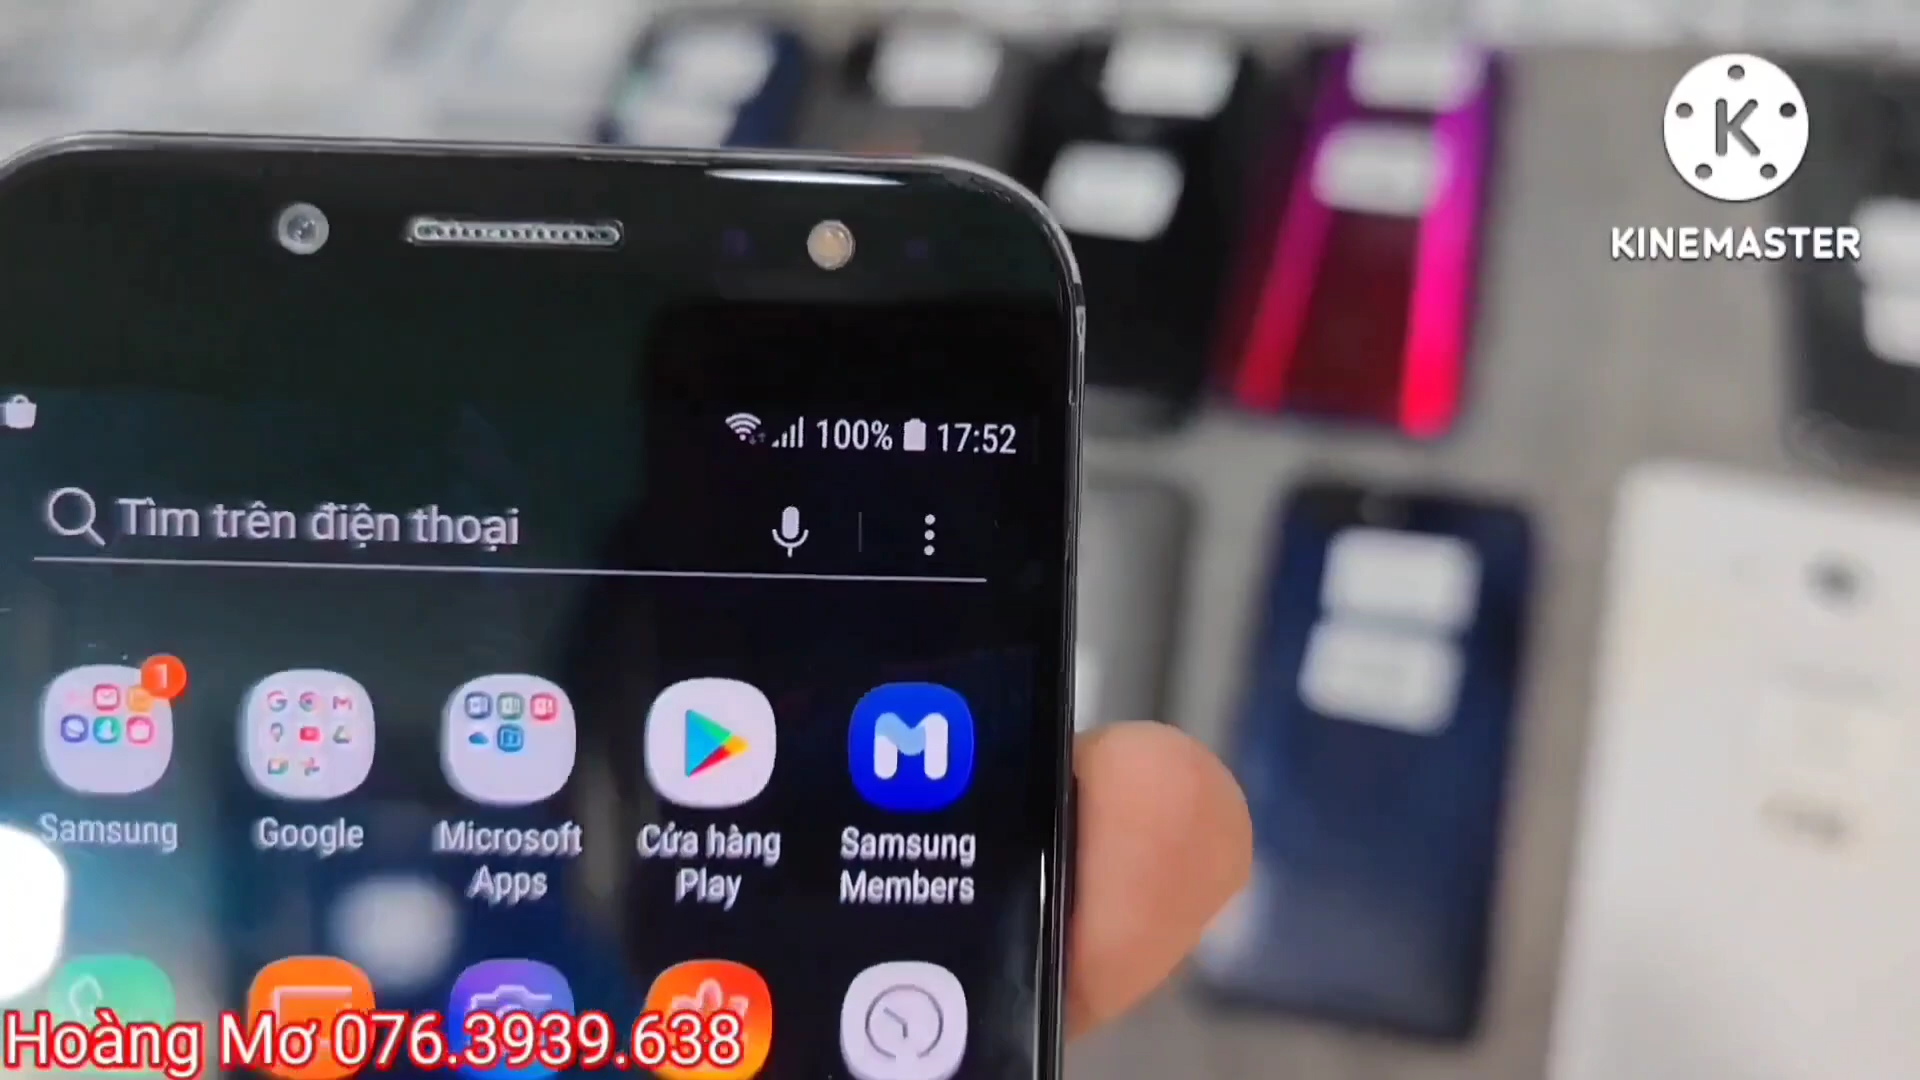 K
KINEMASTER
100% 17:52
Tìm trên điện thoại
1
Samsung
Google
Microsoft Apps
Cửa hàng Play
Samsung Members
Hoàng Mơ 076.3939.638